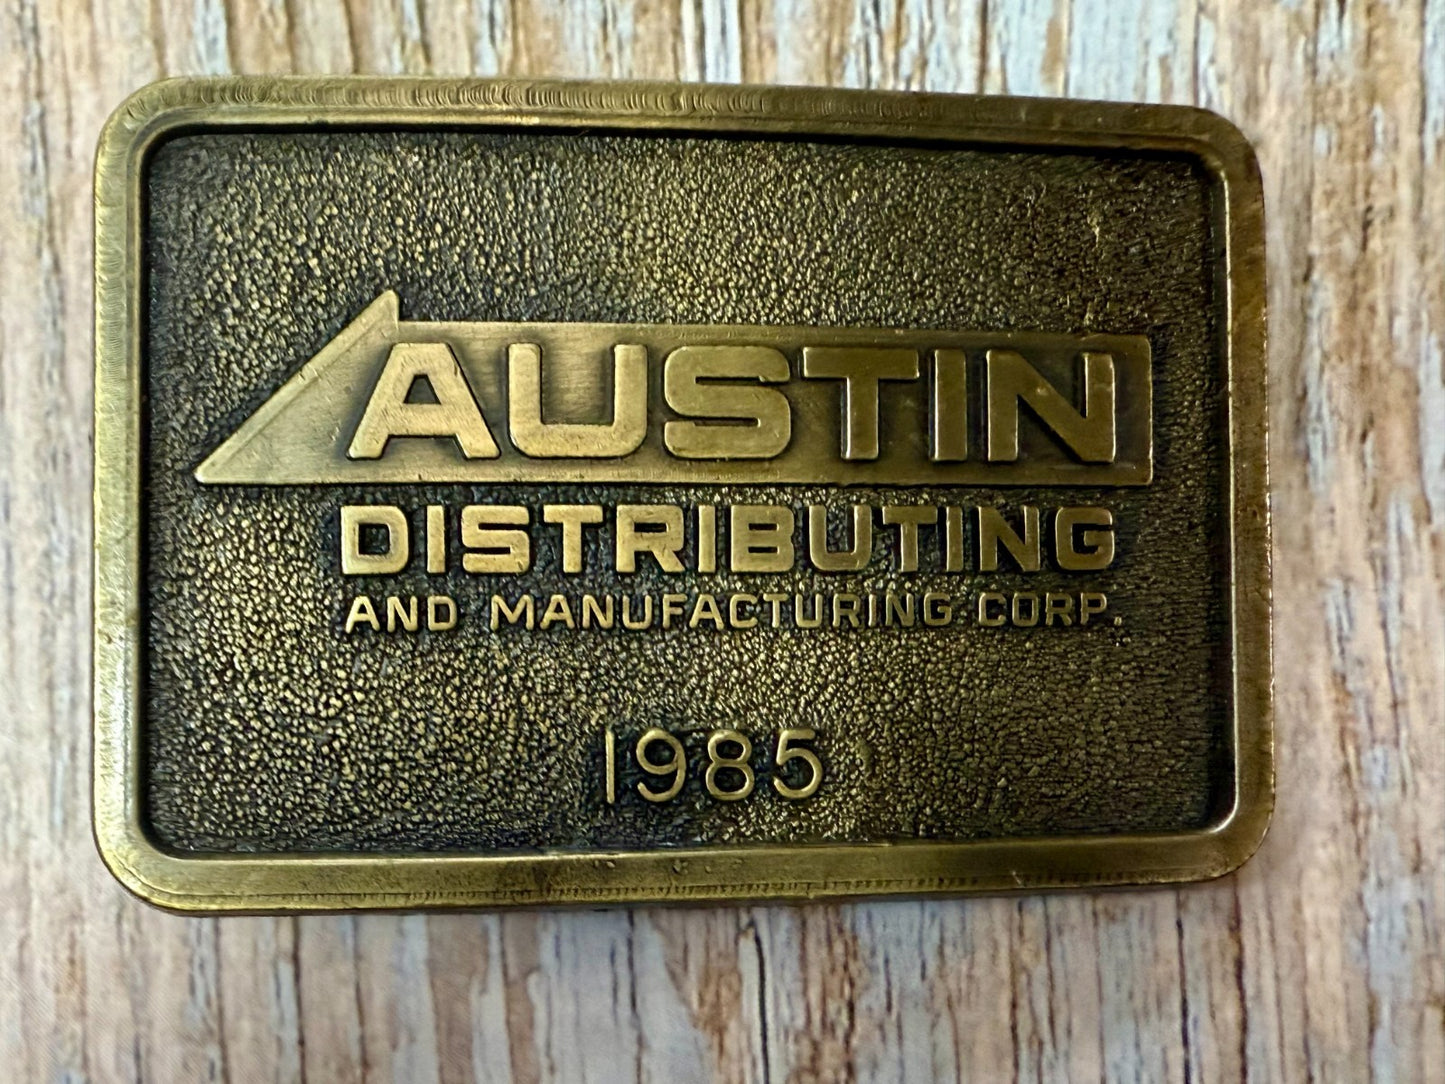 AUSTIN
DISTRIBUTING
AND MANUFACTURING CORP.
1985